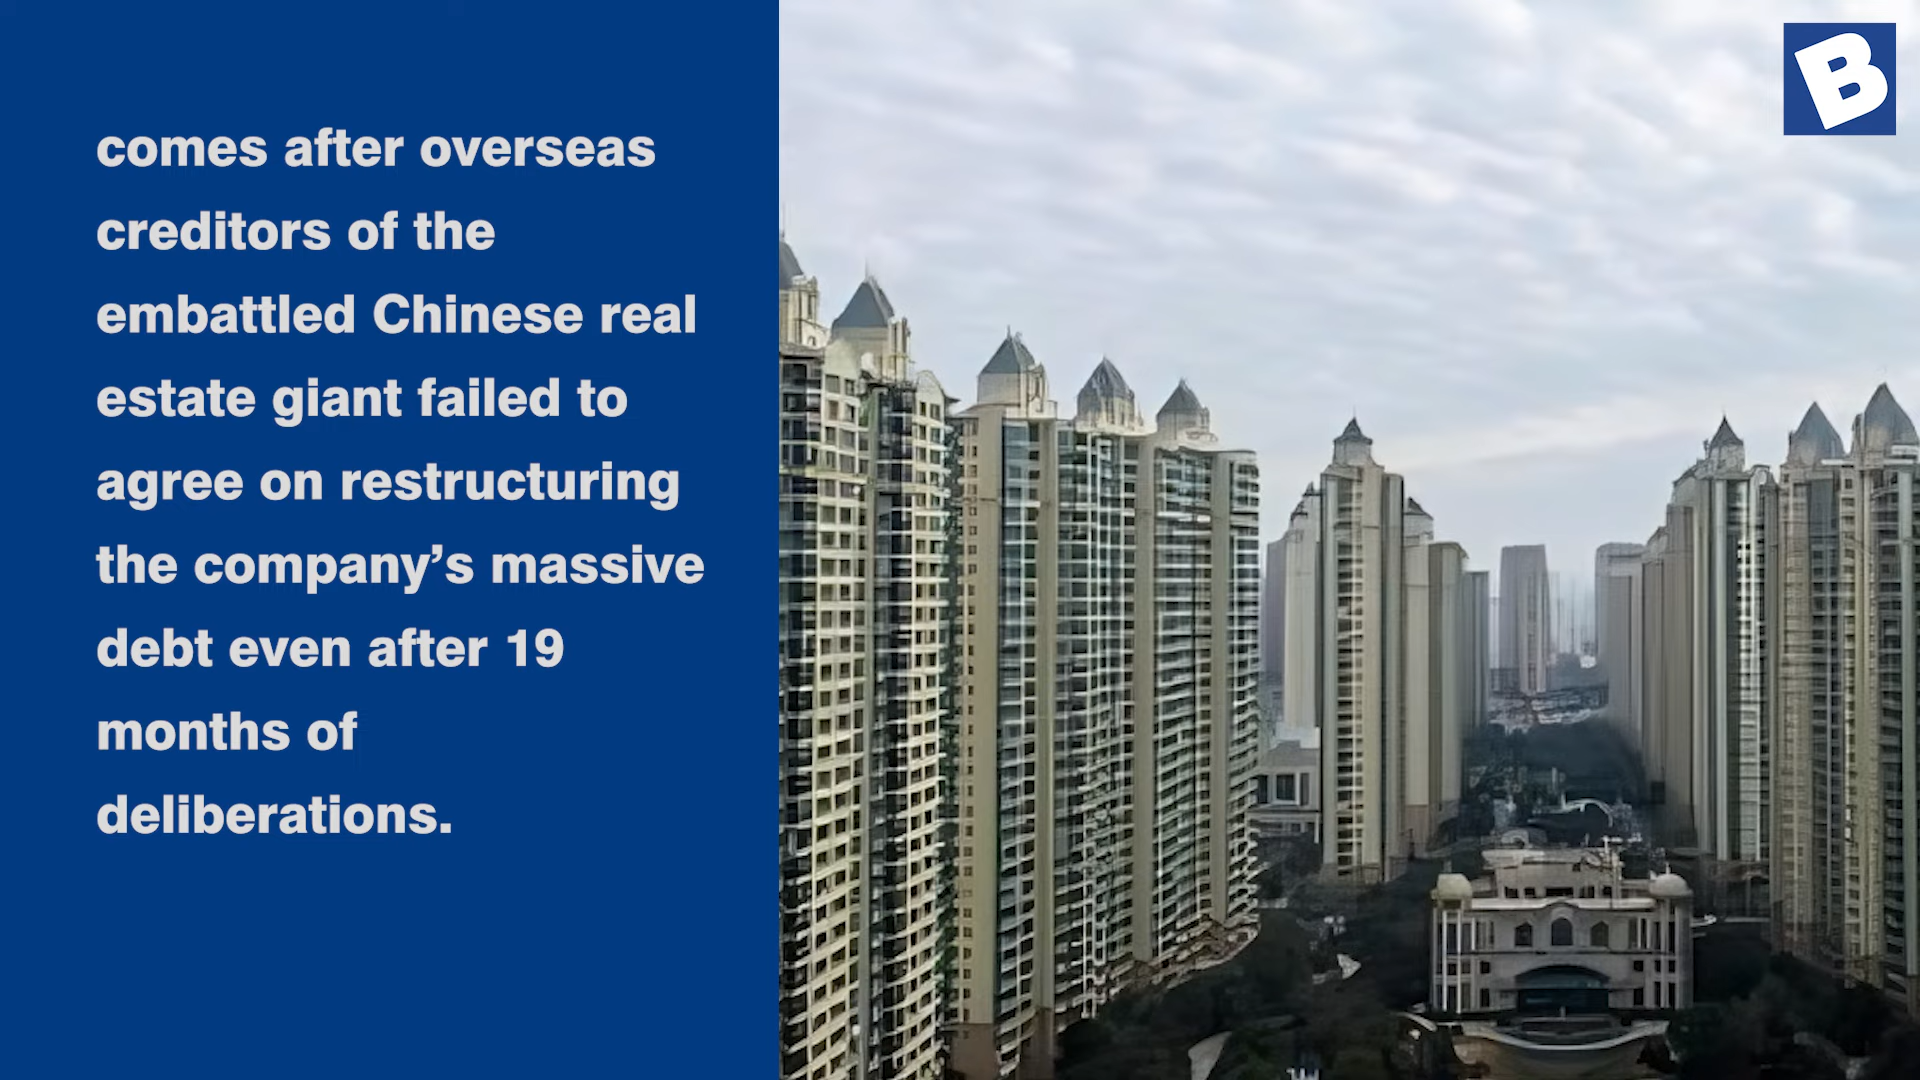 comes after overseas
creditors of the
embattled Chinese real
estate giant failed to
agree on restructuring
the company’s massive
debt even after 19
months of
deliberations.
B